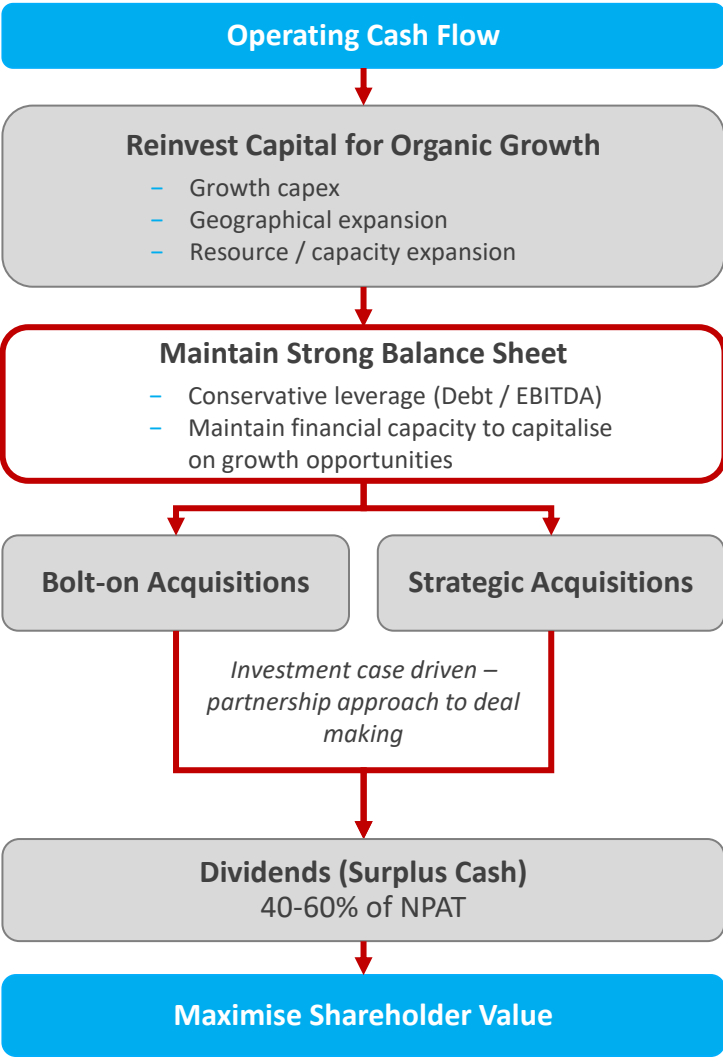 Operating Cash Flow
Reinvest Capital for Organic Growth
− Growth capex
− Geographical expansion
− Resource / capacity expansion
Maintain Strong Balance Sheet
− Conservative leverage (Debt / EBITDA)
− Maintain financial capacity to capitalise
on growth opportunities
Bolt-on Acquisitions
Strategic Acquisitions
Investment case driven –
partnership approach to deal
making
Dividends (Surplus Cash)
40-60% of NPAT
Maximise Shareholder Value